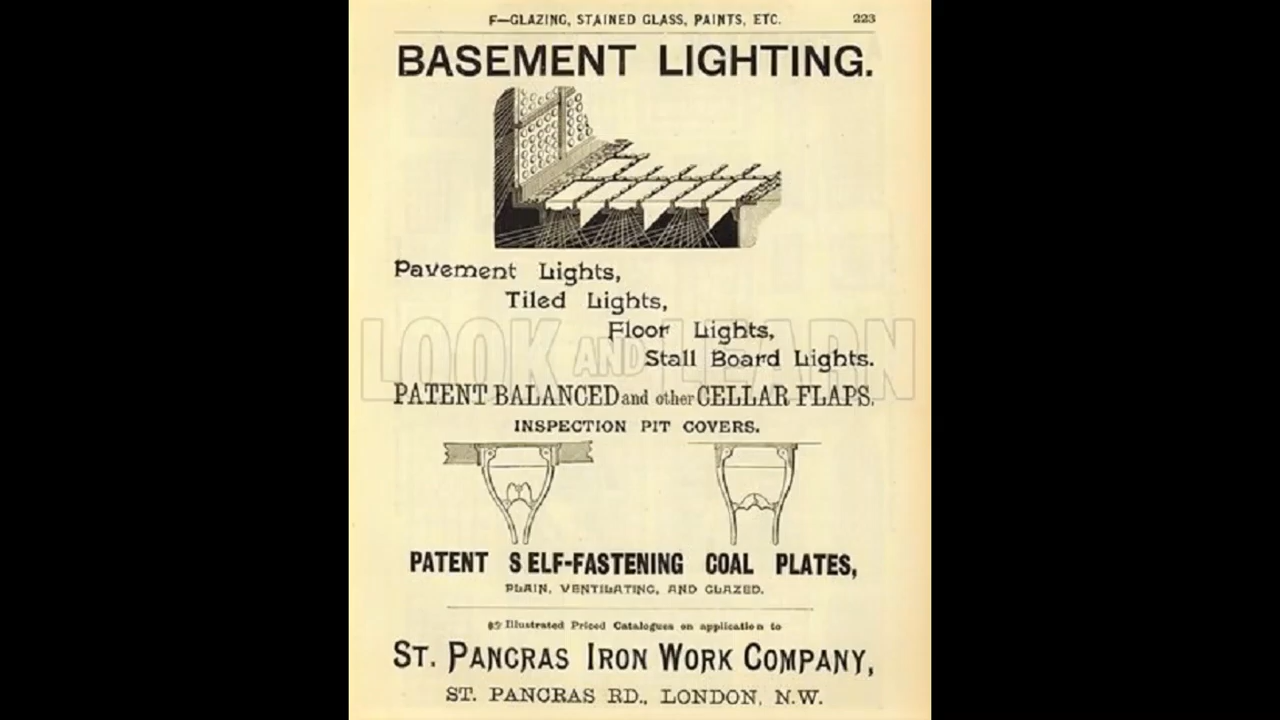 F—GLAZING, STAINED GLASS, PAINTS, ETC. 223
BASEMENT LIGHTING.
Pavement Lights,
Tiled Lights,
Floor Lights,
Stall Board Lights.
LOOK AND LEARN
PATENT BALANCED and other CELLAR FLAPS.
INSPECTION PIT COVERS.
PATENT SELF-FASTENING COAL PLATES,
PLAIN, VENTILATING, AND GLAZED.
☞ Illustrated Priced Catalogues on application to
ST. PANCRAS IRON WORK COMPANY,
ST. PANCRAS RD., LONDON, N.W.